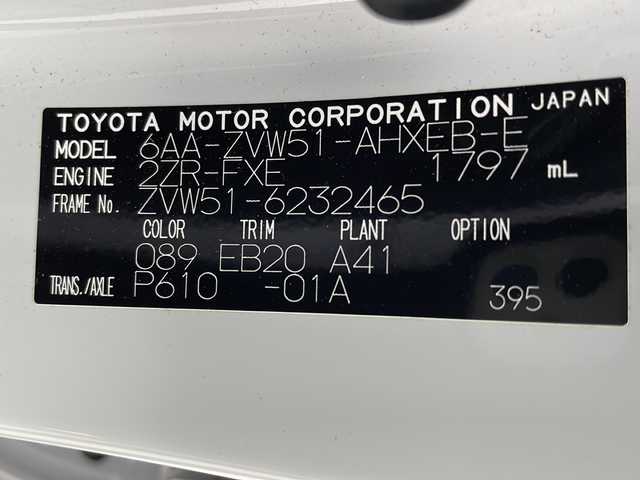 TOYOTA MOTOR CORPORATION JAPAN
MODEL 6AA-ZVW51-AHXEB-E
ENGINE 2ZR-FXE 1797 mL
FRAME No. ZVW51-6232465
COLOR TRIM PLANT OPTION
089 EB20 A41
TRANS./AXLE P610 -01A 395